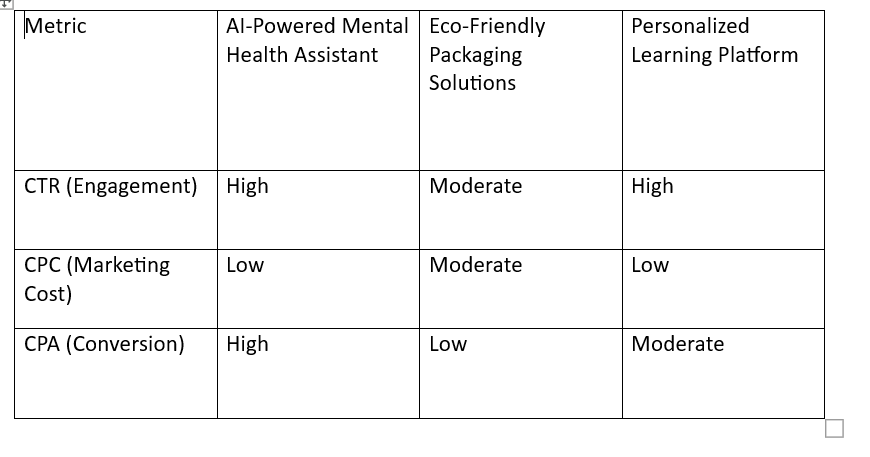 Metric
AI-Powered Mental
Health Assistant
Eco-Friendly
Packaging
Solutions
Personalized
Learning Platform
CTR (Engagement)
High
Moderate
High
CPC (Marketing
Cost)
Low
Moderate
Low
CPA (Conversion)
High
Low
Moderate